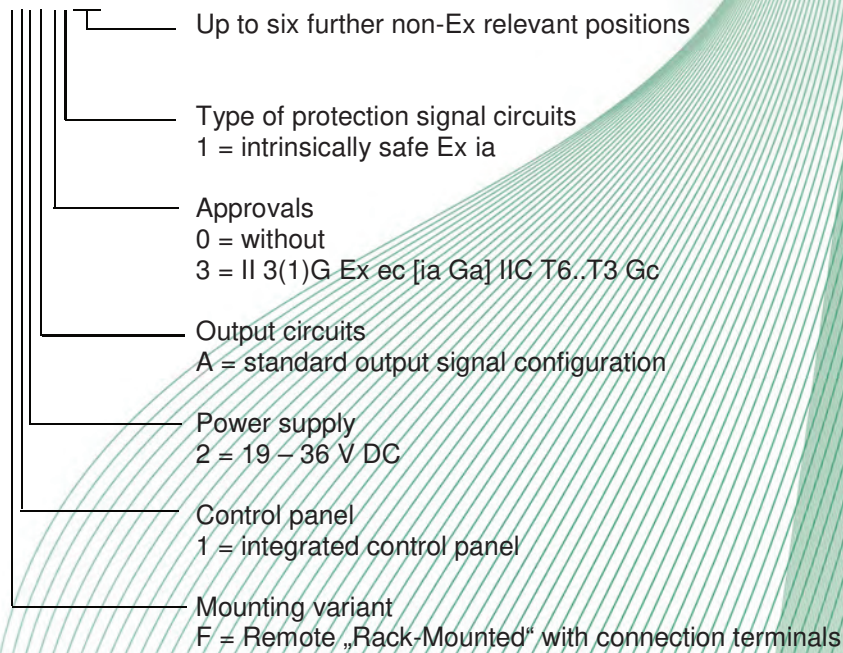 Up to six further non-Ex relevant positions
Type of protection signal circuits
1 = intrinsically safe Ex ia
Approvals
0 = without
3 = II 3(1)G Ex ec [ia Ga] IIC T6..T3 Gc
Output circuits
A = standard output signal configuration
Power supply
2 = 19 – 36 V DC
Control panel
1 = integrated control panel
Mounting variant
F = Remote „Rack-Mounted“ with connection terminals